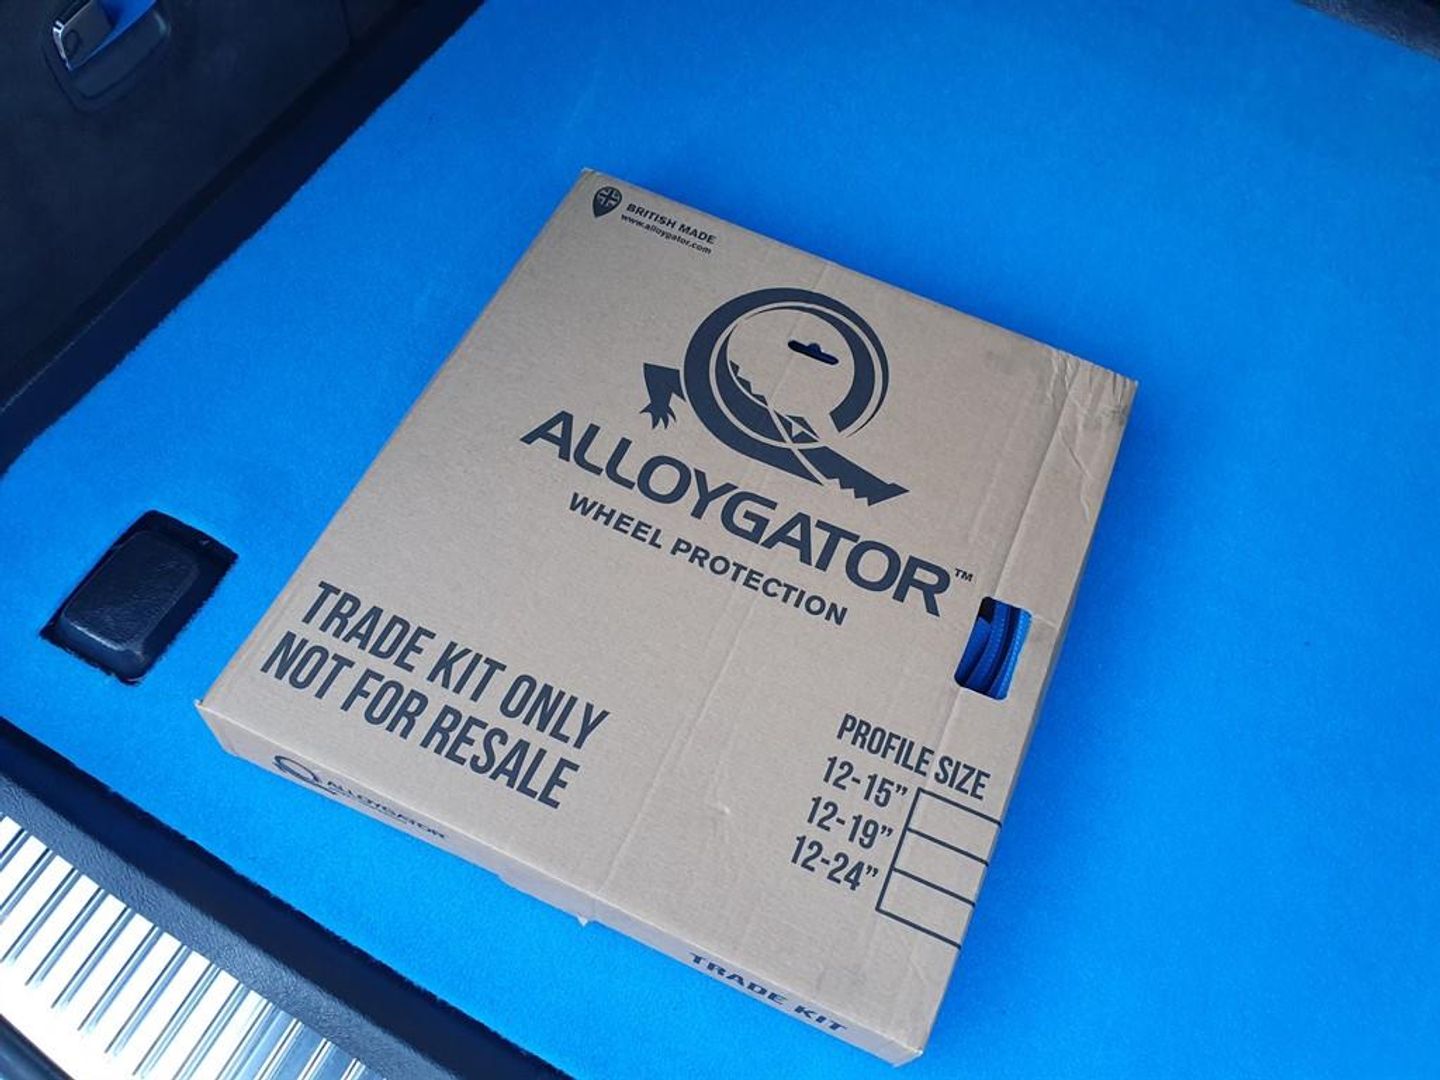 BRITISH MADE
www.alloygator.com
ALLOYGATOR™
WHEEL PROTECTION
TRADE KIT ONLY
NOT FOR RESALE
PROFILE SIZE
12-15”
12-19”
12-24”
ALLOYGATOR
TRADE KIT